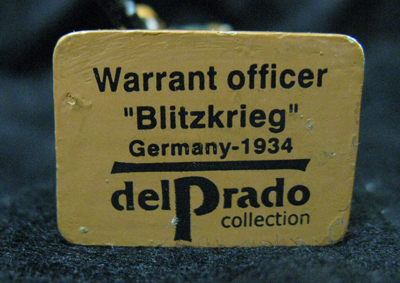 Warrant officer
"Blitzkrieg"
Germany-1934
delPrado
collection